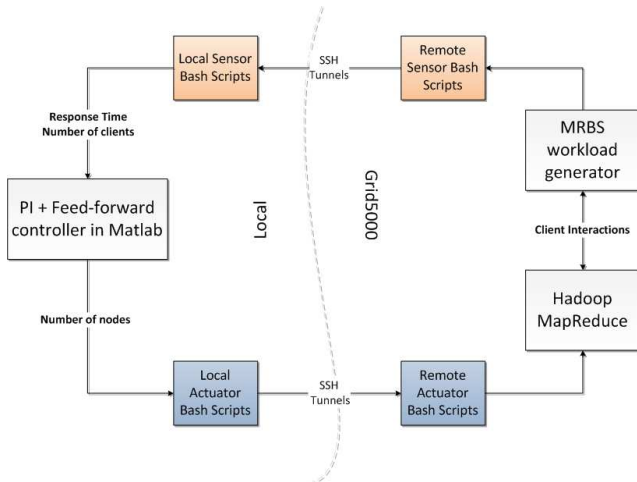 Local Sensor
Bash Scripts
SSH
Tunnels
Remote
Sensor Bash
Scripts
Response Time
Number of clients
MRBS
workload
generator
PI + Feed-forward
controller in Matlab
Local
Grid5000
Client Interactions
Number of nodes
Hadoop
MapReduce
Local
Actuator
Bash Scripts
SSH
Tunnels
Remote
Actuator
Bash Scripts